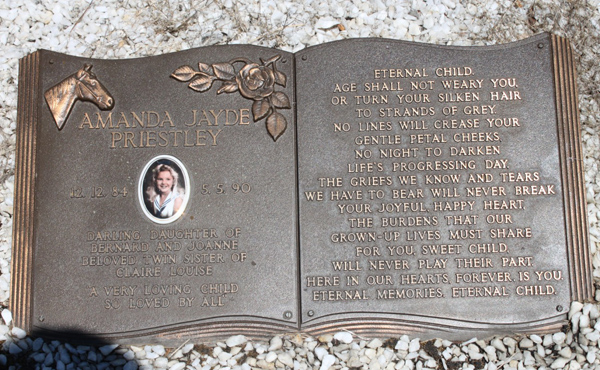 AMANDA JAYDE
PRIESTLEY
12. 12. 84
5. 5. 90
DARLING DAUGHTER OF
BERNARD AND JOANNE
BELOVED TWIN SISTER OF
CLAIRE LOUISE
"A VERY LOVING CHILD
SO LOVED BY ALL"
ETERNAL CHILD.
AGE SHALL NOT WEARY YOU,
OR TURN YOUR SILKEN HAIR
TO STRANDS OF GREY
NO LINES WILL CREASE YOUR
GENTLE PETAL CHEEKS,
NO NIGHT TO DARKEN
LIFE'S PROGRESSING DAY.
THE GRIEFS WE KNOW AND TEARS
WE HAVE TO BEAR WILL NEVER BREAK
YOUR JOYFUL, HAPPY HEART,
THE BURDENS THAT OUR
GROWN-UP LIVES MUST SHARE
FOR YOU, SWEET CHILD,
WILL NEVER PLAY THEIR PART.
HERE IN OUR HEARTS, FOREVER IS YOU,
ETERNAL MEMORIES, ETERNAL CHILD.